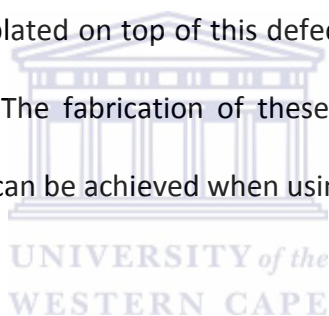 plated on top of this defec
The fabrication of these
can be achieved when usin
UNIVERSITY of the
WESTERN CAPE